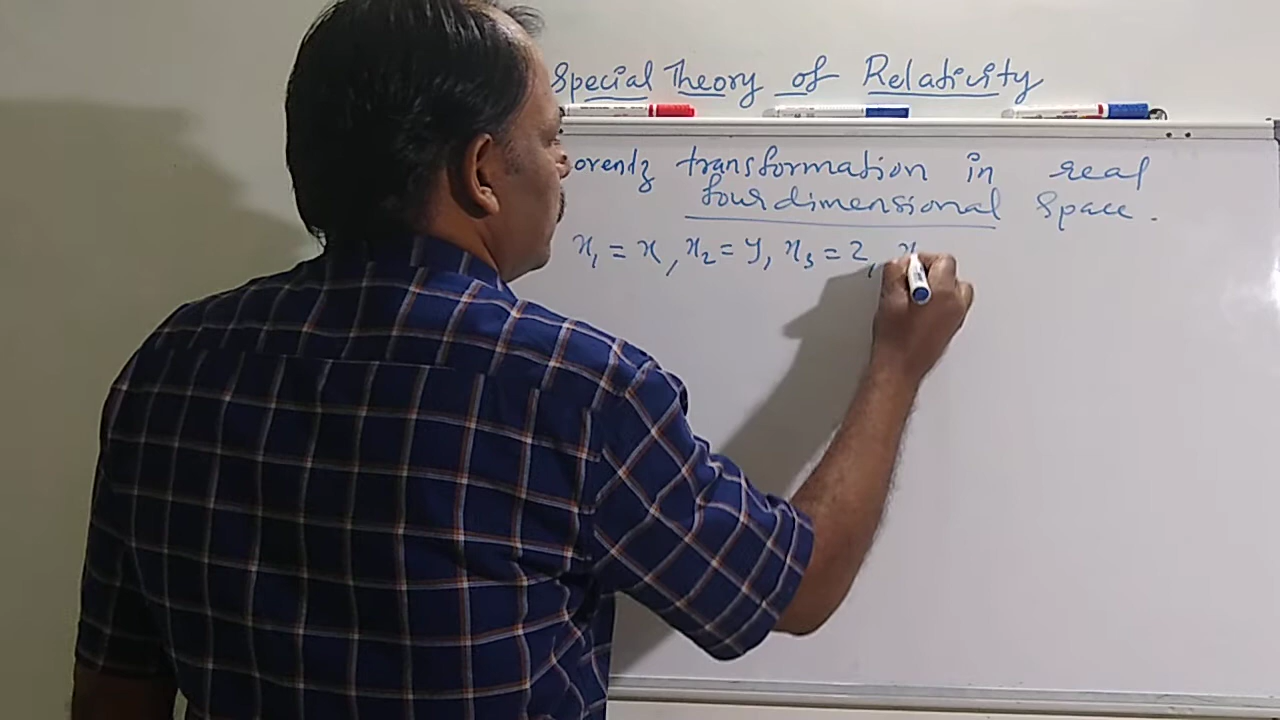 Special Theory of Relativity
orentz transformation in real
four dimensional space.
x₁ = x, x₂ = y, x₃ = z, x